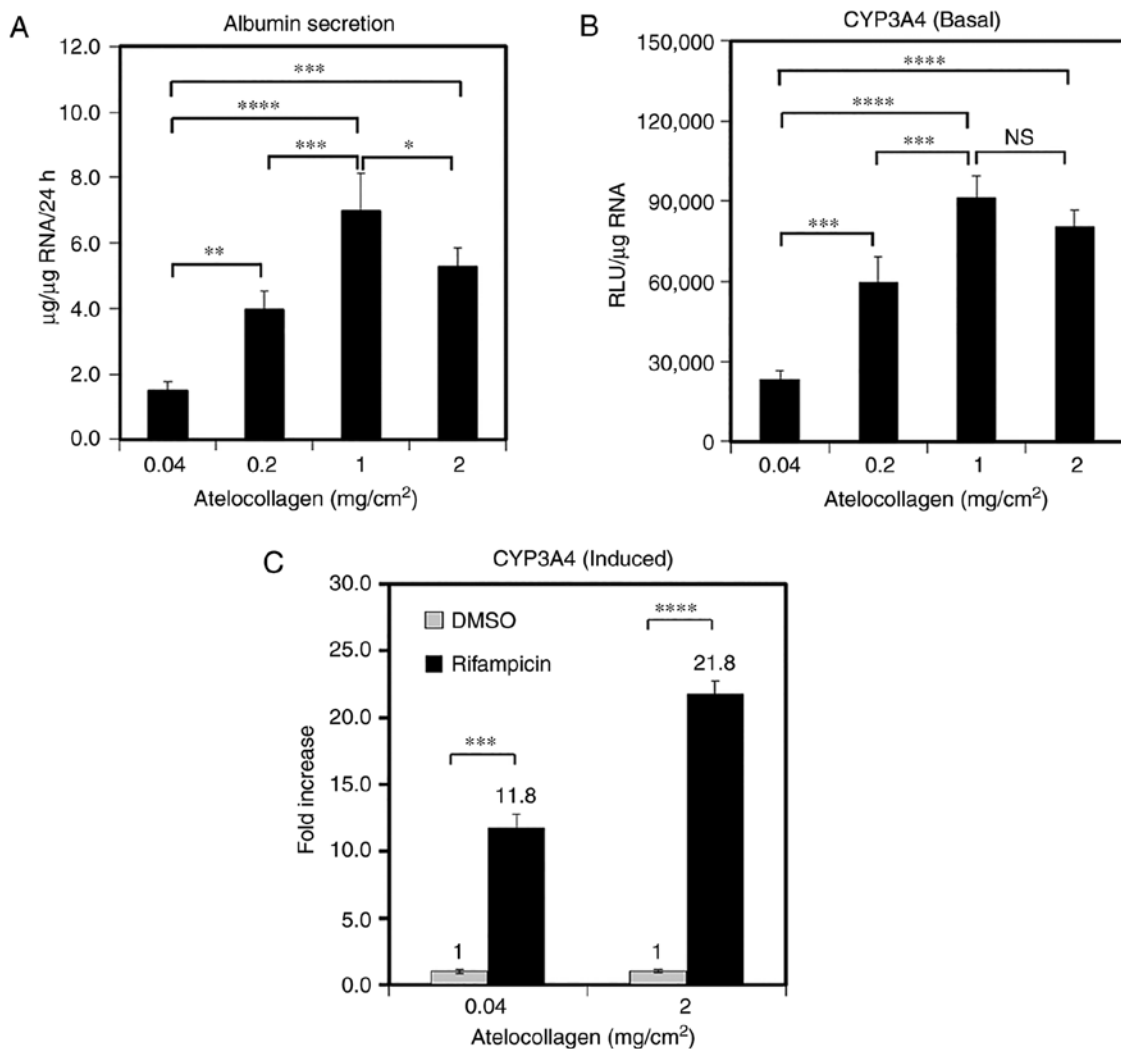 A
Albumin secretion
12.0
10.0
8.0
6.0
4.0
2.0
0.0
µg/µg RNA/24 h
***
****
***
*
**
0.04 0.2 1 2
Atelocollagen (mg/cm²)
B
CYP3A4 (Basal)
150,000
120,000
90,000
60,000
30,000
0
RLU/µg RNA
****
****
***
NS
***
0.04 0.2 1 2
Atelocollagen (mg/cm²)
C
CYP3A4 (Induced)
30.0
25.0
20.0
15.0
10.0
5.0
0.0
Fold increase
DMSO
Rifampicin
****
21.8
***
11.8
1
1
0.04 2
Atelocollagen (mg/cm²)